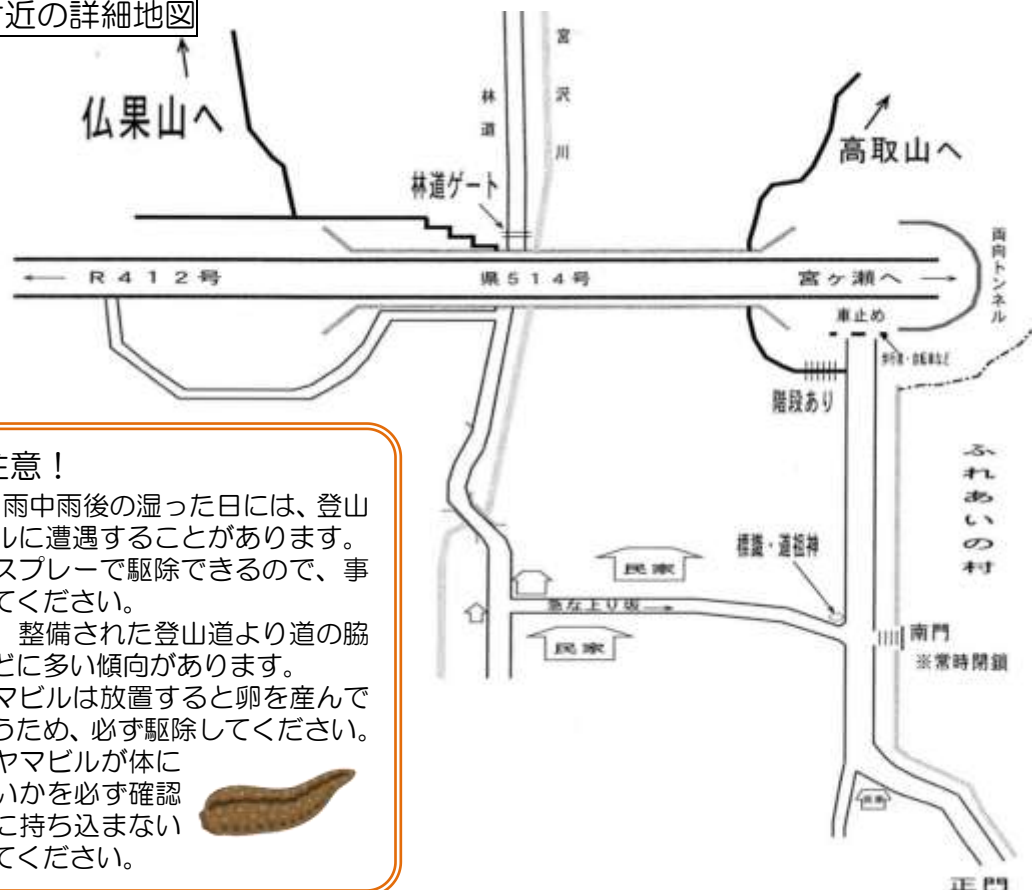 近の詳細地図
仏果山へ
林道
宮沢川
林道ゲート
高取山へ
両向トンネル
← R412号
県514号
宮ヶ瀬へ →
車止め
階段あり
ふれあいの村
標識・道祖神
民家
急な上り坂→
民家
南門
※常時閉鎖
民家
正門
注意！
雨中雨後の湿った日には、登山
ルに遭遇することがあります。
スプレーで駆除できるので、事
てください。
整備された登山道より道の脇
どに多い傾向があります。
マビルは放置すると卵を産んで
うため、必ず駆除してください。
ヤマビルが体に
いかを必ず確認
に持ち込まない
てください。